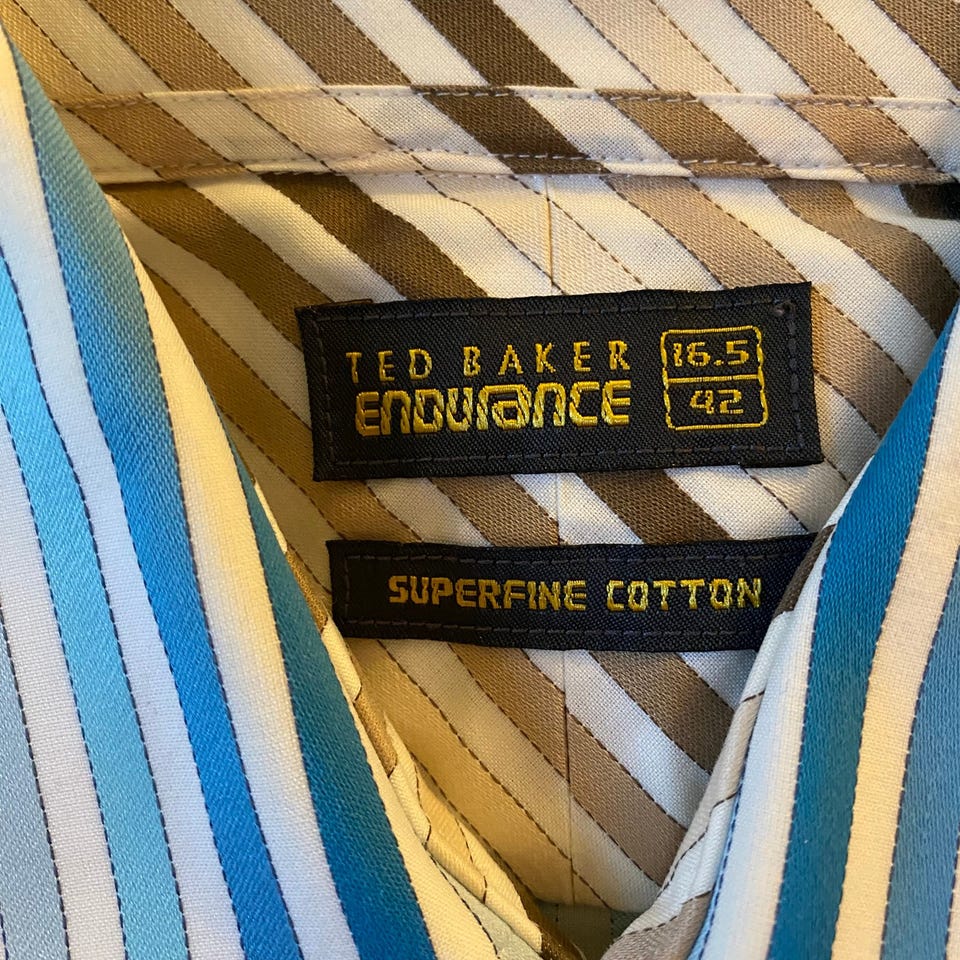 TED BAKER
ENDURANCE
16.5
42
SUPERFINE COTTON